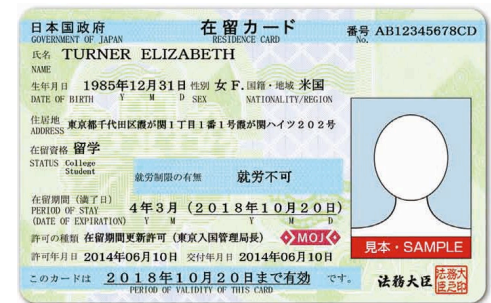 日本国政府 在留カード 番号 AB12345678CD
GOVERNMENT OF JAPAN RESIDENCE CARD No.
氏名 TURNER ELIZABETH
NAME
生年月日 1985年12月31日 性別 女 F. 国籍・地域 米国
DATE OF BIRTH Y M D SEX NATIONALITY/REGION
住居地 東京都千代田区霞が関1丁目1番1号霞が関ハイツ202号
ADDRESS
在留資格 留学
STATUS College
Student
就労制限の有無 就労不可
在留期間(満了日) 4年3月(2018年10月20日)
PERIOD OF STAY
(DATE OF EXPIRATION) Y M Y M D
許可の種類 在留期間更新許可(東京入国管理局長) MOJ
見本・SAMPLE
許可年月日 2014年06月10日 交付年月日 2014年06月10日
このカードは 2018年10月20日まで有効 です。
PERIOD OF VALIDITY OF THIS CARD
法務大臣 法務大臣之印